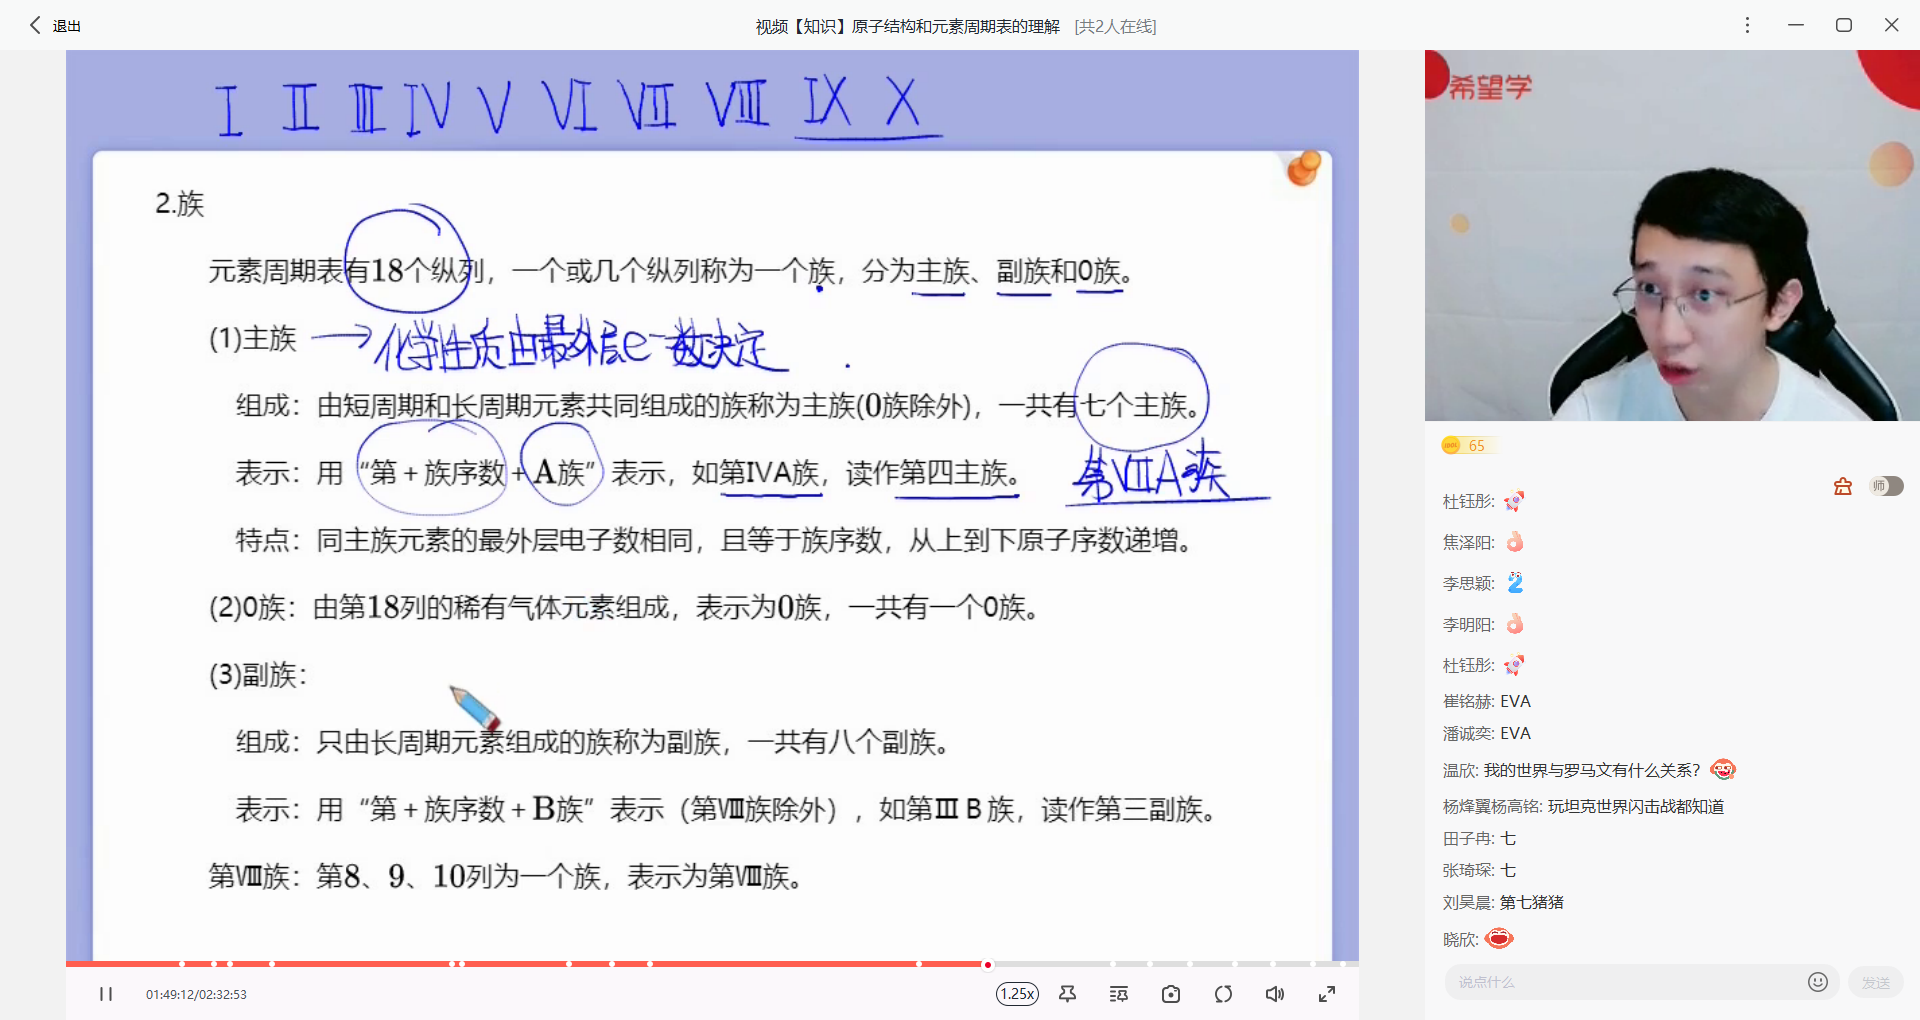 退出
视频【知识】原子结构和元素周期表的理解 [共2人在线]
I II III IV V VI VII VIII IX X
2.族
元素周期表有18个纵列，一个或几个纵列称为一个族，分为主族、副族和0族。
(1)主族 → 化学性质由最外层e⁻数决定
组成：由短周期和长周期元素共同组成的族称为主族(0族除外)，一共有七个主族。
表示：用“第+族序数+A族”表示，如第IVA族，读作第四主族。 第VIIA族
特点：同主族元素的最外层电子数相同，且等于族序数，从上到下原子序数递增。
(2)0族：由第18列的稀有气体元素组成，表示为0族，一共有一个0族。
(3)副族：
组成：只由长周期元素组成的族称为副族，一共有八个副族。
表示：用“第+族序数+B族”表示（第Ⅷ族除外），如第ⅢB族，读作第三副族。
第Ⅷ族：第8、9、10列为一个族，表示为第Ⅷ族。
01:49:12/02:32:53
1.25x
希望学
65
师
杜钰彤:
焦泽阳:
李思颖: 2
李明阳:
杜钰彤:
崔铭赫: EVA
潘诚奕: EVA
温欣: 我的世界与罗马文有什么关系？
杨烽翼杨高铭: 玩坦克世界闪击战都知道
田子冉: 七
张琦琛: 七
刘昊晨: 第七猪猪
晓欣:
说点什么
发送